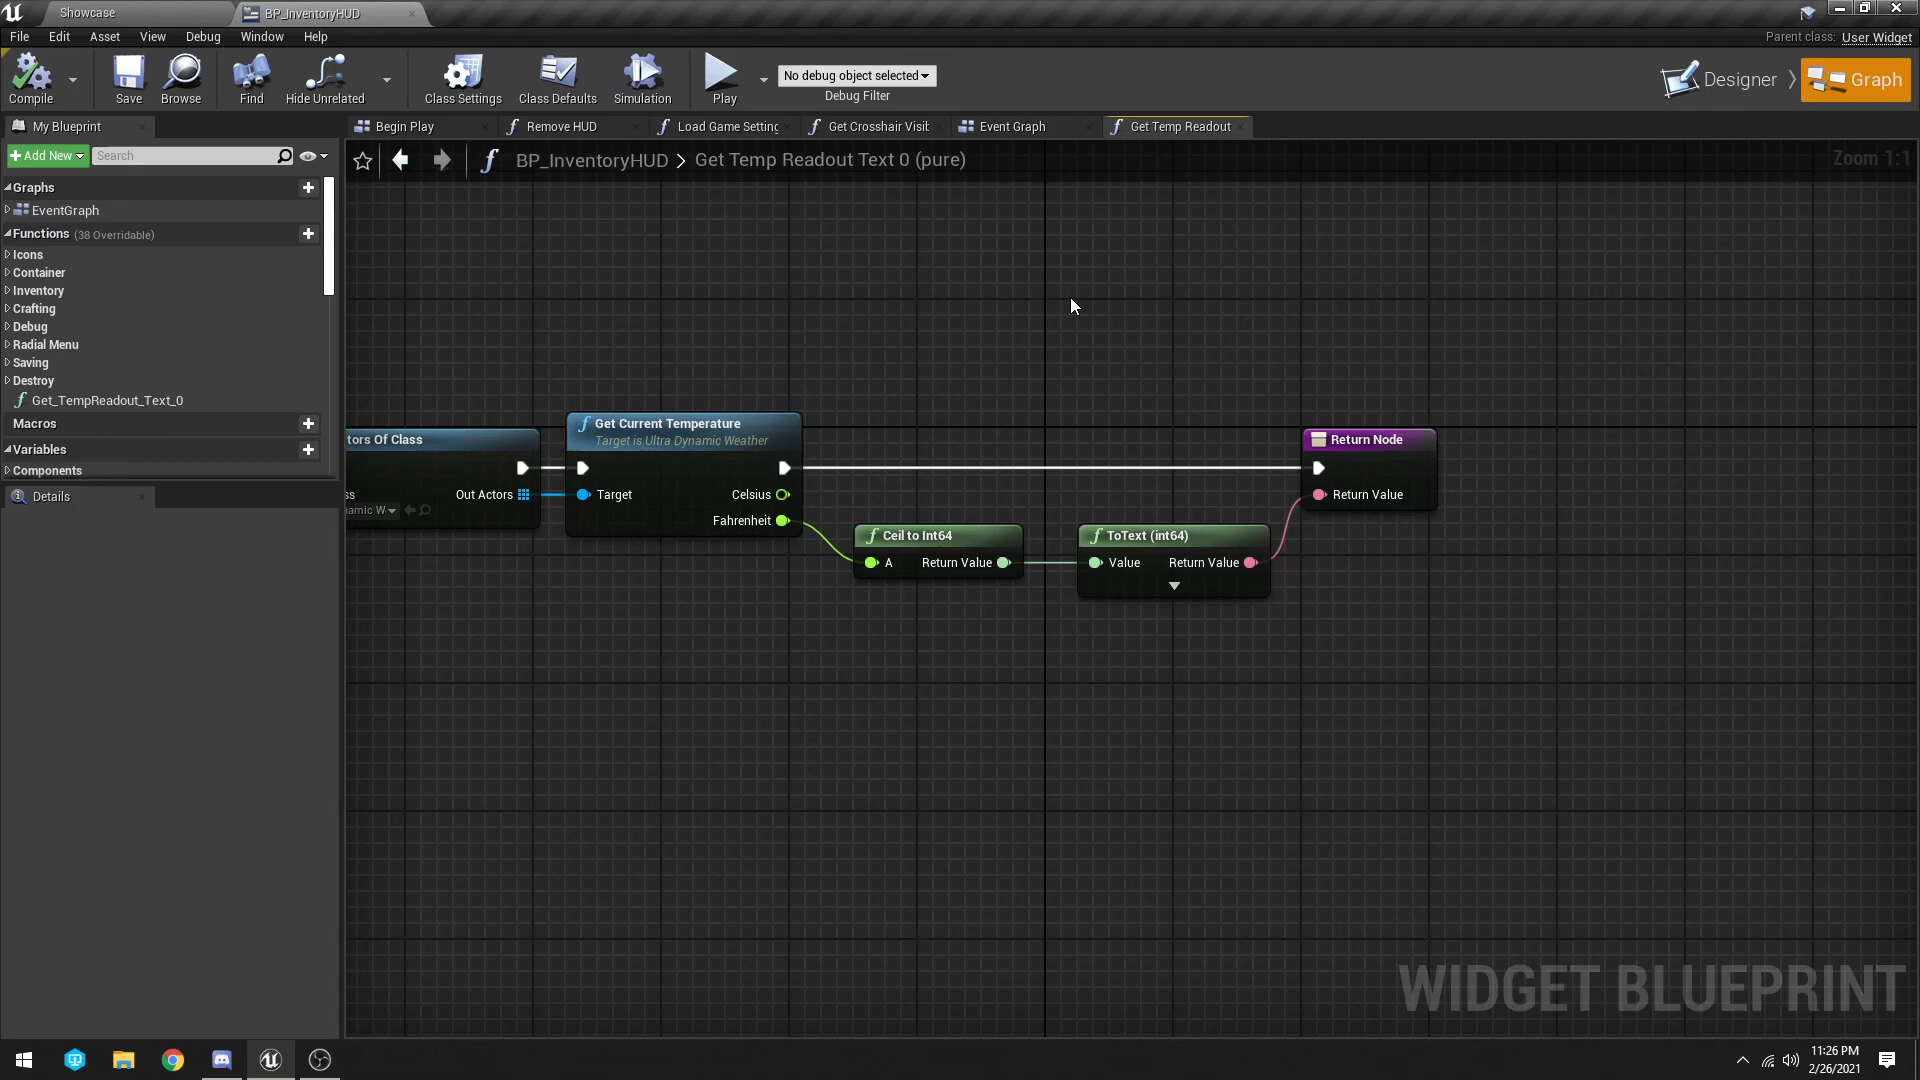 Showcase
BP_InventoryHUD
File Edit Asset View Debug Window Help
Parent class: User Widget
Compile
Save
Browse
Find
Hide Unrelated
Class Settings
Class Defaults
Simulation
Play
No debug object selected
Debug Filter
Designer
Graph
My Blueprint
Begin Play
Remove HUD
Load Game Setting
Get Crosshair Visib
Event Graph
Get Temp Readout
Add New
Search
BP_InventoryHUD > Get Temp Readout Text 0 (pure)
Zoom 1:1
Graphs
EventGraph
Functions (38 Overridable)
Icons
Container
Inventory
Crafting
Debug
Radial Menu
Saving
Destroy
Get_TempReadout_Text_0
Macros
Variables
Components
Details
tors Of Class
ss
Out Actors
namic W
Get Current Temperature
Target is Ultra Dynamic Weather
Target
Celsius
Fahrenheit
Ceil to Int64
A Return Value
ToText (int64)
Value Return Value
Return Node
Return Value
WIDGET BLUEPRINT
11:26 PM
2/26/2021